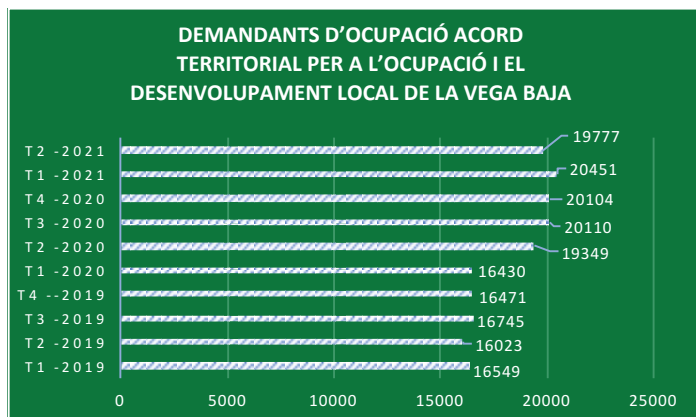 DEMANDANTS D'OCUPACIÓ ACORD
TERRITORIAL PER A L'OCUPACIÓ I EL
DESENVOLUPAMENT LOCAL DE LA VEGA BAJA
T2 -2021 19777
T1 -2021 20451
T4 -2020 20104
T3 -2020 20110
T2 -2020 19349
T1 -2020 16430
T4 --2019 16471
T3 -2019 16745
T2 -2019 16023
T1 -2019 16549
0 5000 10000 15000 20000 25000